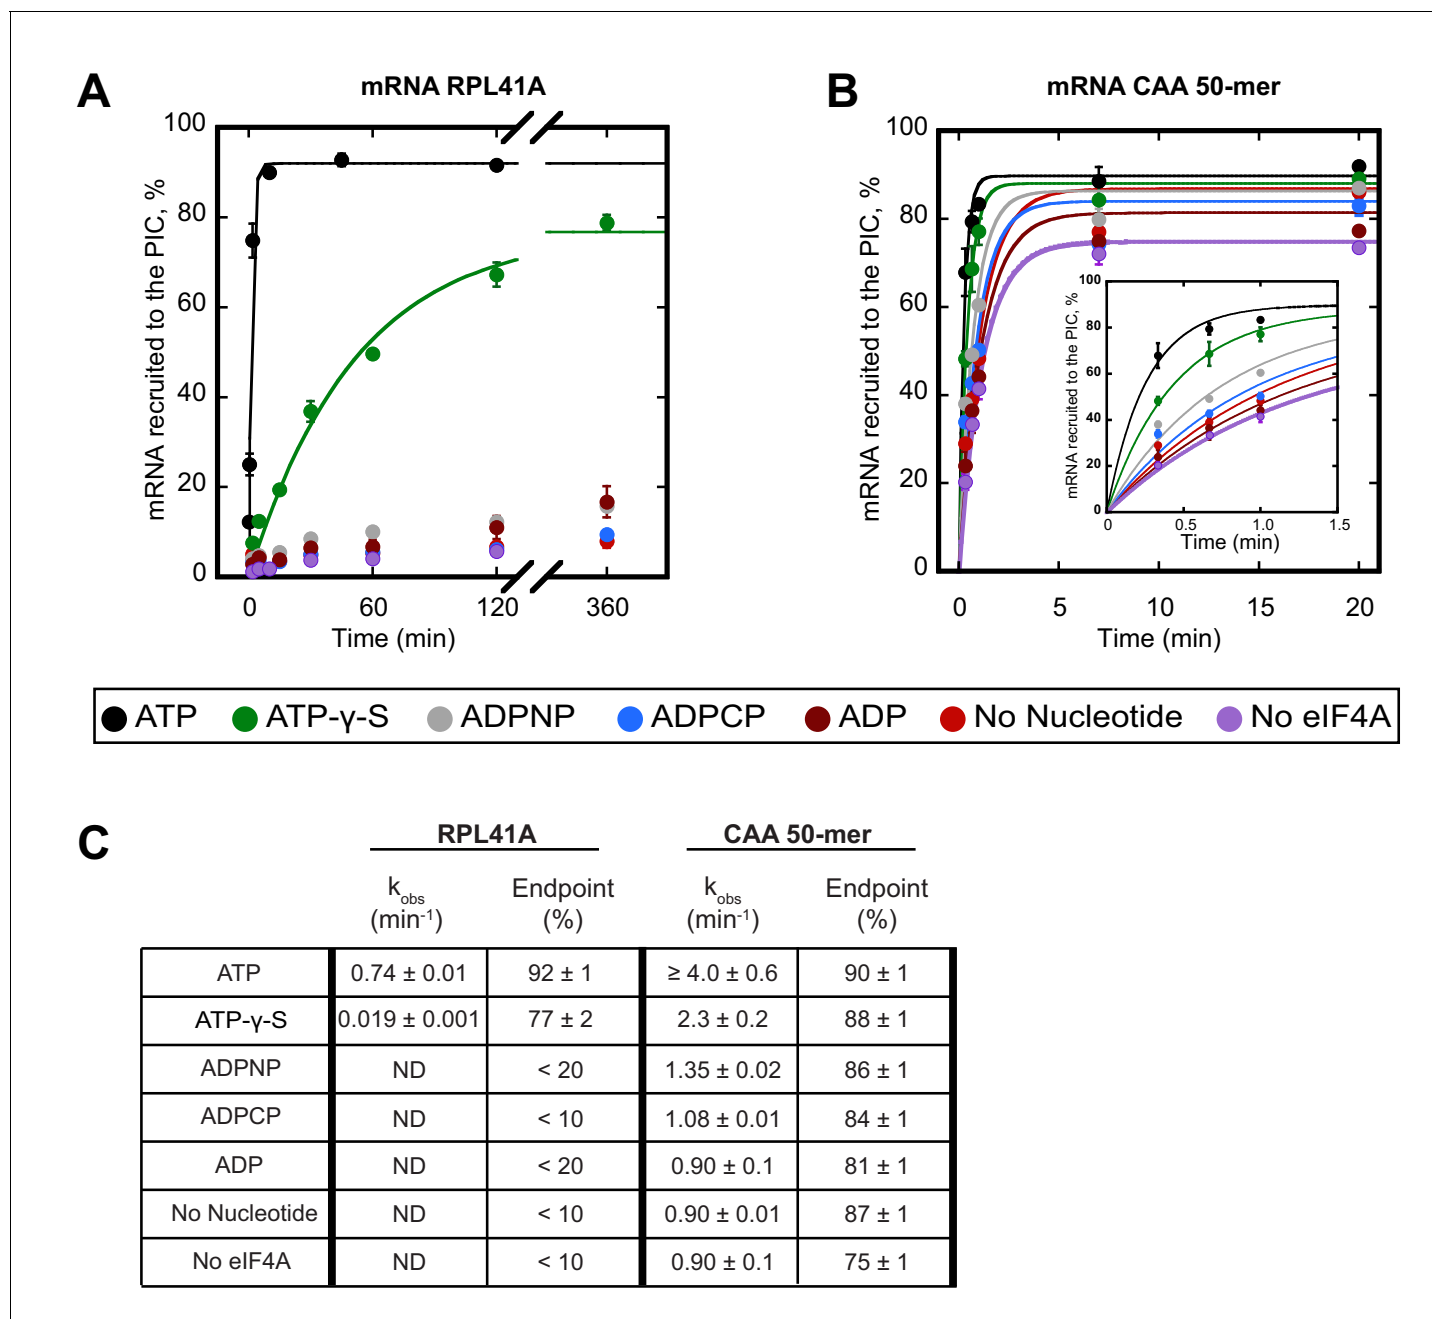 A
mRNA RPL41A
100
80
60
40
20
0
mRNA recruited to the PIC, %
0 60 120 360
Time (min)
B
mRNA CAA 50-mer
100
80
60
40
20
0
mRNA recruited to the PIC, %
0 5 10 15 20
Time (min)
100
80
60
40
20
0
mRNA recruited to the PIC, %
0 0.5 1.0 1.5
Time (min)
ATP ATP-γ-S ADPNP ADPCP ADP No Nucleotide No eIF4A
C
RPL41A CAA 50-mer
kobs (min-1) Endpoint (%) kobs (min-1) Endpoint (%)
ATP 0.74 ± 0.01 92 ± 1 ≥ 4.0 ± 0.6 90 ± 1
ATP-γ-S 0.019 ± 0.001 77 ± 2 2.3 ± 0.2 88 ± 1
ADPNP ND < 20 1.35 ± 0.02 86 ± 1
ADPCP ND < 10 1.08 ± 0.01 84 ± 1
ADP ND < 20 0.90 ± 0.1 81 ± 1
No Nucleotide ND < 10 0.90 ± 0.01 87 ± 1
No eIF4A ND < 10 0.90 ± 0.1 75 ± 1